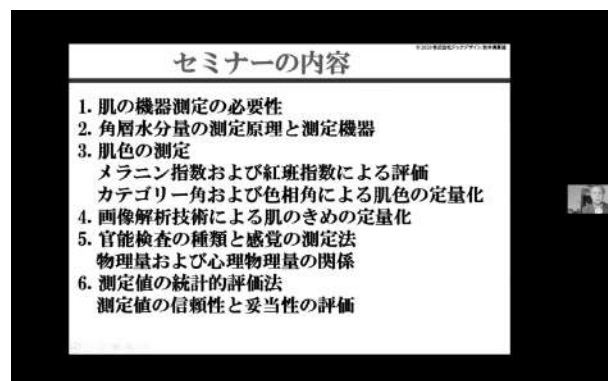 セミナーの内容
1. 肌の機器測定の必要性
2. 角層水分量の測定原理と測定機器
3. 肌色の測定
メラニン指数および紅斑指数による評価
カテゴリー角および色相角による肌色の定量化
4. 画像解析技術による肌のきめの定量化
5. 官能検査の種類と感覚の測定法
物理量および心理物理量の関係
6. 測定値の統計的評価法
測定値の信頼性と妥当性の評価